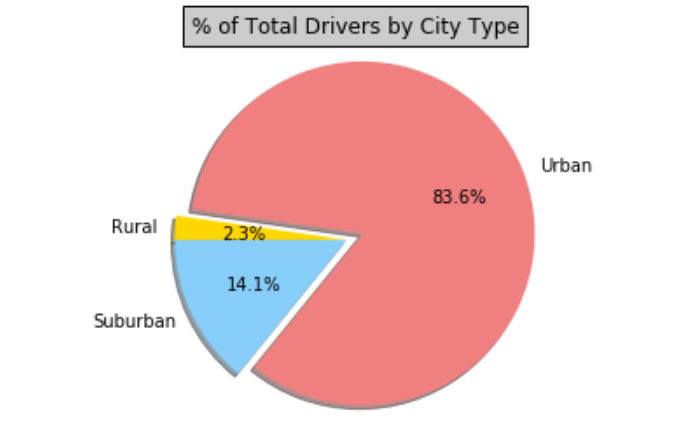 % of Total Drivers by City Type
Urban
83.6%
Rural
2.3%
14.1%
Suburban